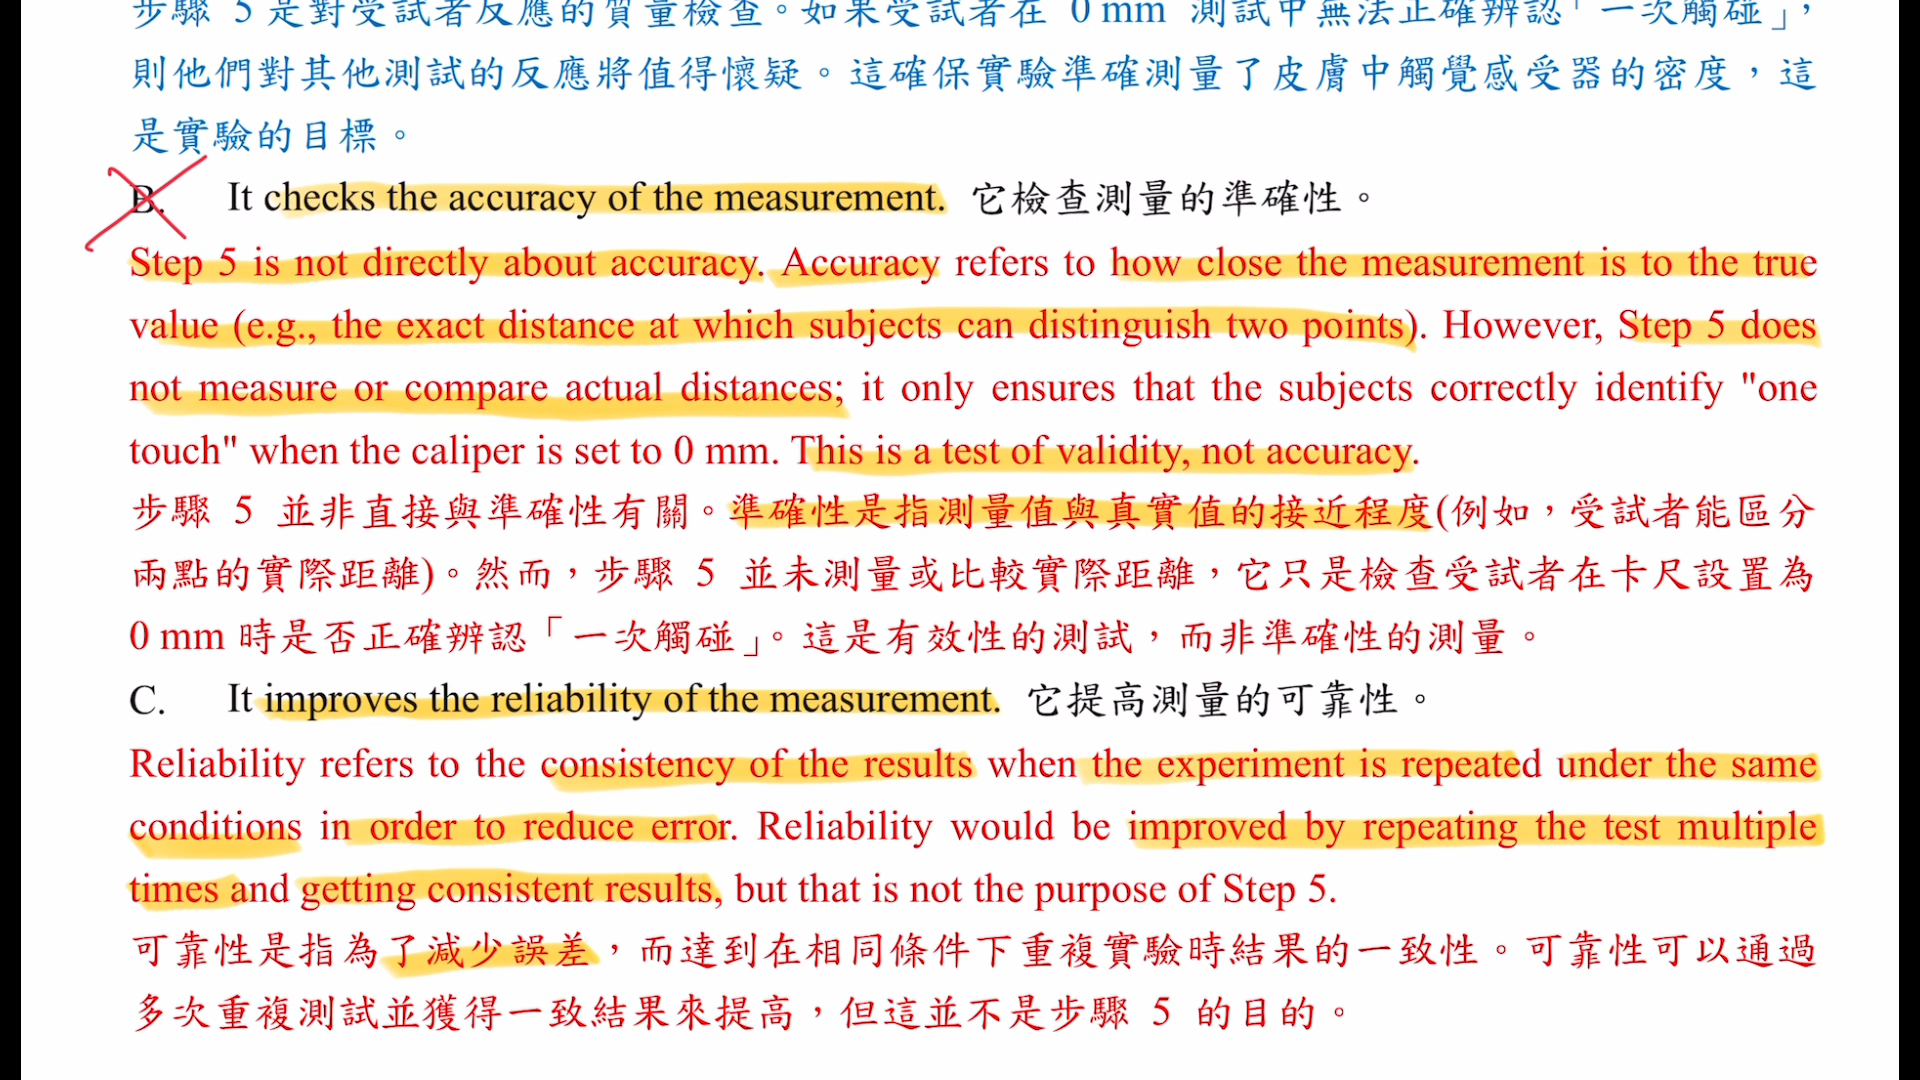 步驟 5 是對受試者反應的質量檢查。如果受試者在 0 mm 測試中無法正確辨認「一次觸碰」，
則他們對其他測試的反應將值得懷疑。這確保實驗準確測量了皮膚中觸覺感受器的密度，這
是實驗的目標。
B. It checks the accuracy of the measurement. 它檢查測量的準確性。
Step 5 is not directly about accuracy. Accuracy refers to how close the measurement is to the true
value (e.g., the exact distance at which subjects can distinguish two points). However, Step 5 does
not measure or compare actual distances; it only ensures that the subjects correctly identify "one
touch" when the caliper is set to 0 mm. This is a test of validity, not accuracy.
步驟 5 並非直接與準確性有關。準確性是指測量值與真實值的接近程度(例如，受試者能區分
兩點的實際距離)。然而，步驟 5 並未測量或比較實際距離，它只是檢查受試者在卡尺設置為
0 mm 時是否正確辨認「一次觸碰」。這是有效性的測試，而非準確性的測量。
C. It improves the reliability of the measurement. 它提高測量的可靠性。
Reliability refers to the consistency of the results when the experiment is repeated under the same
conditions in order to reduce error. Reliability would be improved by repeating the test multiple
times and getting consistent results, but that is not the purpose of Step 5.
可靠性是指為了減少誤差，而達到在相同條件下重複實驗時結果的一致性。可靠性可以通過
多次重複測試並獲得一致結果來提高，但這並不是步驟 5 的目的。